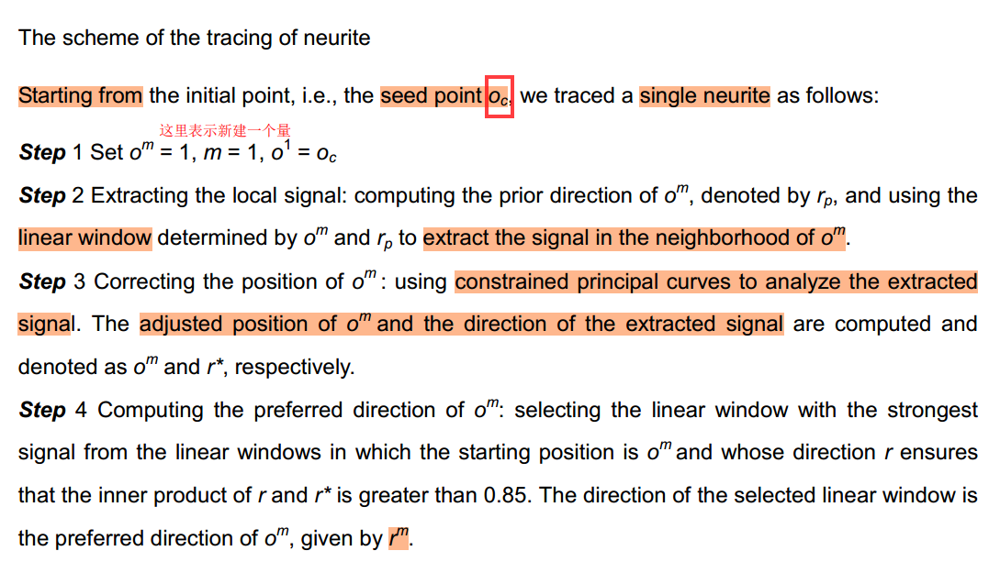 The scheme of the tracing of neurite
Starting from the initial point, i.e., the seed point o_c, we traced a single neurite as follows:
这里表示新建一个量
Step 1 Set o^m = 1, m = 1, o^1 = o_c
Step 2 Extracting the local signal: computing the prior direction of o^m, denoted by r_p, and using the
linear window determined by o^m and r_p to extract the signal in the neighborhood of o^m.
Step 3 Correcting the position of o^m : using constrained principal curves to analyze the extracted
signal. The adjusted position of o^m and the direction of the extracted signal are computed and
denoted as o^m and r*, respectively.
Step 4 Computing the preferred direction of o^m: selecting the linear window with the strongest
signal from the linear windows in which the starting position is o^m and whose direction r ensures
that the inner product of r and r* is greater than 0.85. The direction of the selected linear window is
the preferred direction of o^m, given by r^m.